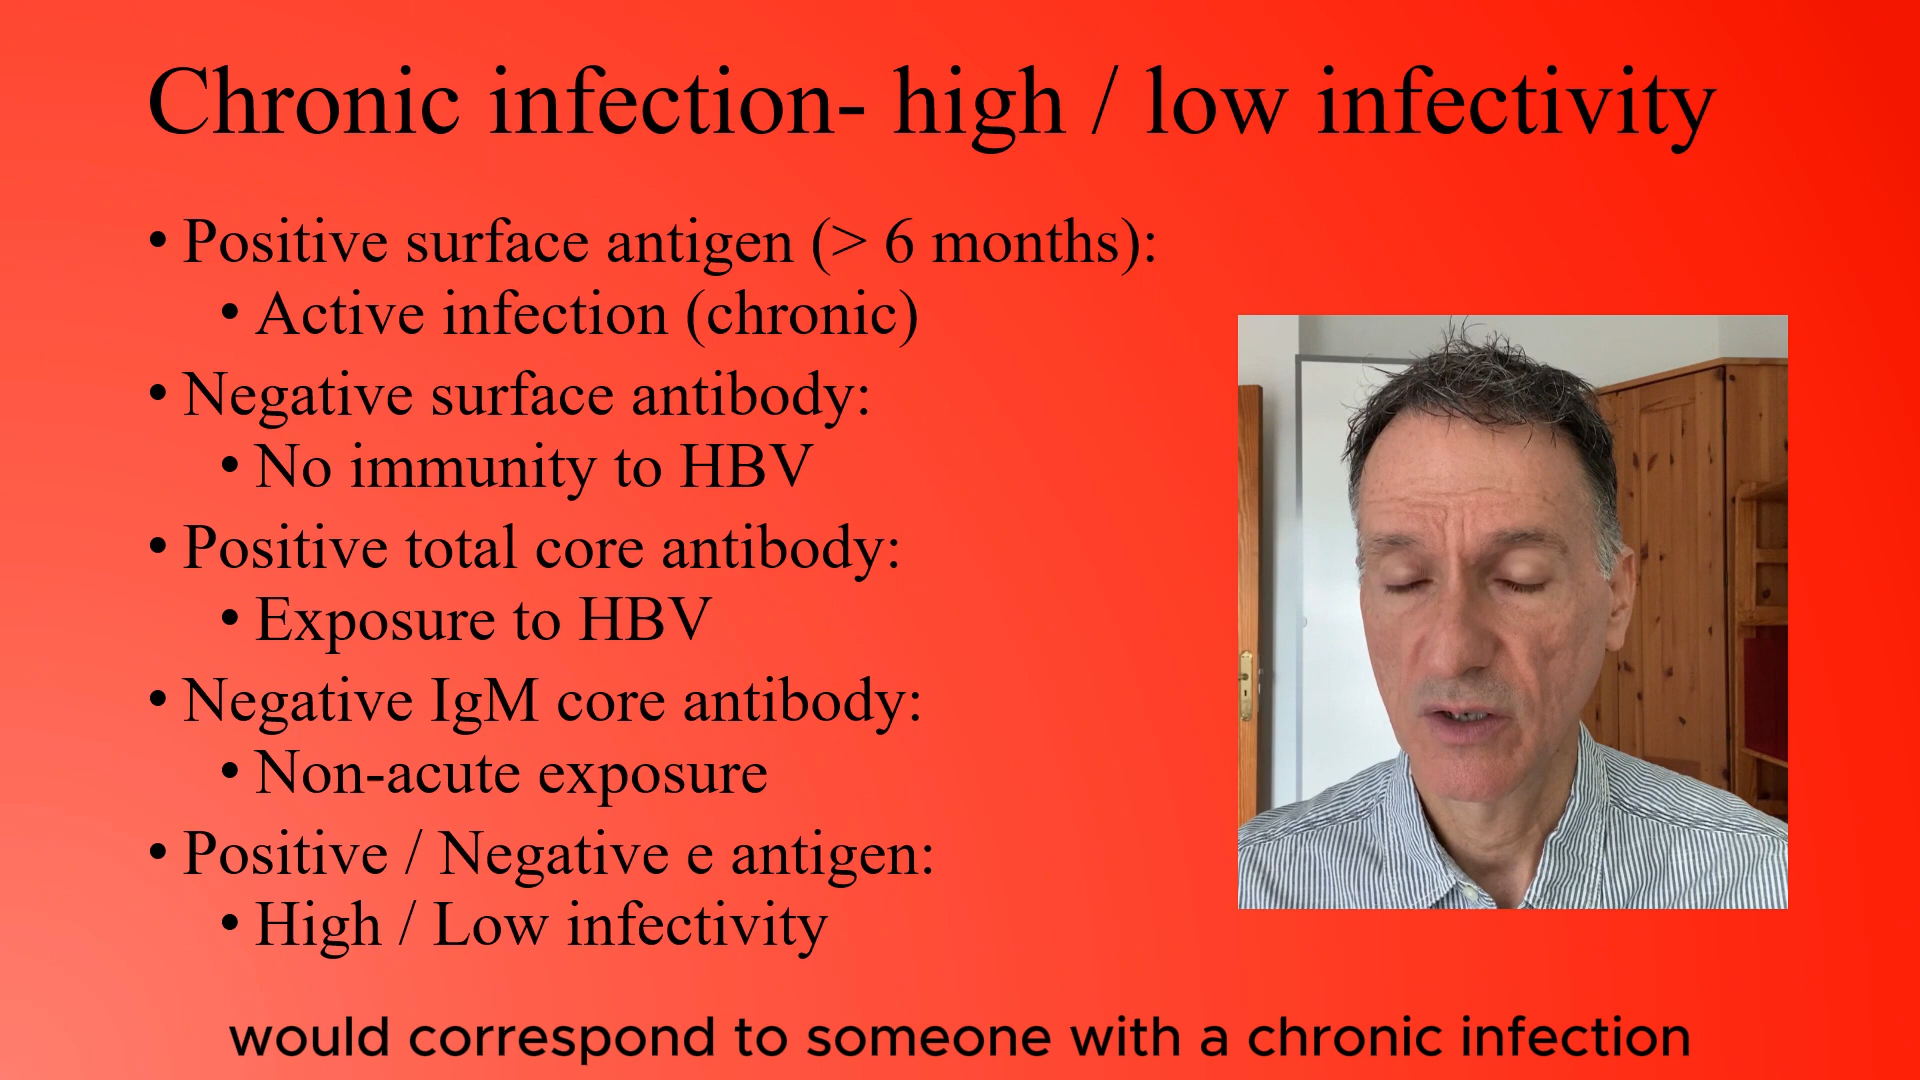 Chronic infection- high / low infectivity
• Positive surface antigen (> 6 months):
• Active infection (chronic)
• Negative surface antibody:
• No immunity to HBV
• Positive total core antibody:
• Exposure to HBV
• Negative IgM core antibody:
• Non-acute exposure
• Positive / Negative e antigen:
• High / Low infectivity
would correspond to someone with a chronic infection